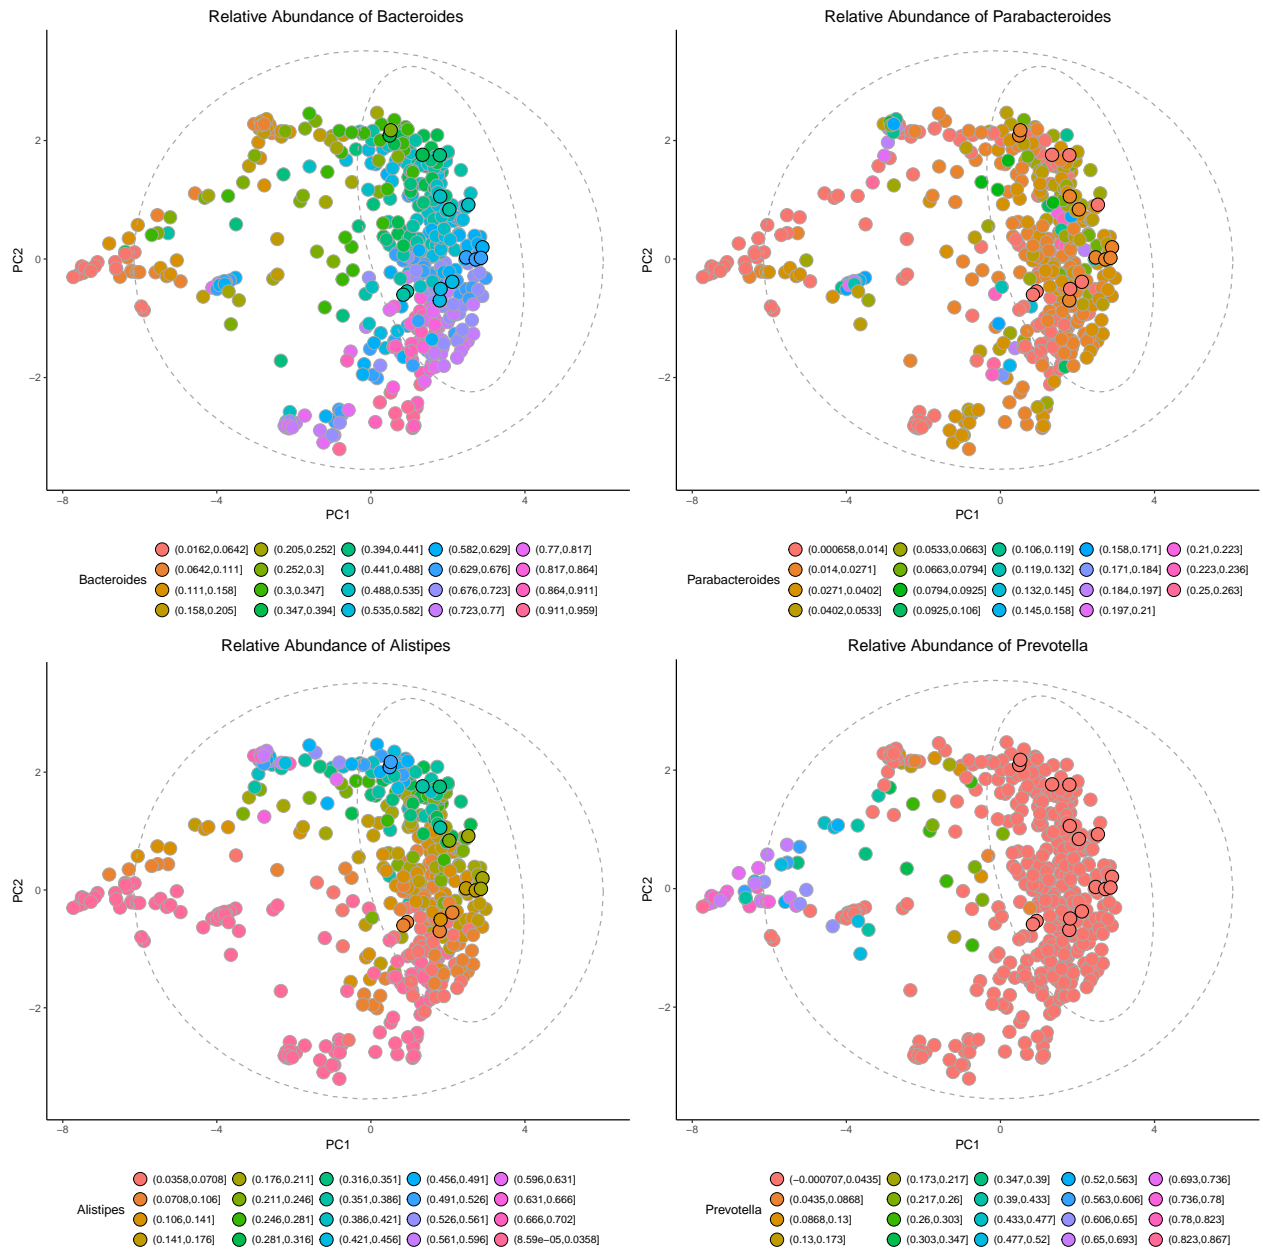 Relative Abundance of Bacteroides
PC2
2
0
−2
−8
−4
0
4
PC1
Bacteroides
(0.0162,0.0642] (0.205,0.252] (0.394,0.441] (0.582,0.629] (0.77,0.817]
(0.0642,0.111] (0.252,0.3] (0.441,0.488] (0.629,0.676] (0.817,0.864]
(0.111,0.158] (0.3,0.347] (0.488,0.535] (0.676,0.723] (0.864,0.911]
(0.158,0.205] (0.347,0.394] (0.535,0.582] (0.723,0.77] (0.911,0.959]
Relative Abundance of Parabacteroides
PC2
2
0
−2
−8
−4
0
4
PC1
Parabacteroides
(0.000658,0.014] (0.0533,0.0663] (0.106,0.119] (0.158,0.171] (0.21,0.223]
(0.014,0.0271] (0.0663,0.0794] (0.119,0.132] (0.171,0.184] (0.223,0.236]
(0.0271,0.0402] (0.0794,0.0925] (0.132,0.145] (0.184,0.197] (0.25,0.263]
(0.0402,0.0533] (0.0925,0.106] (0.145,0.158] (0.197,0.21]
Relative Abundance of Alistipes
PC2
2
0
−2
−8
−4
0
4
PC1
Alistipes
(0.0358,0.0708] (0.176,0.211] (0.316,0.351] (0.456,0.491] (0.596,0.631]
(0.0708,0.106] (0.211,0.246] (0.351,0.386] (0.491,0.526] (0.631,0.666]
(0.106,0.141] (0.246,0.281] (0.386,0.421] (0.526,0.561] (0.666,0.702]
(0.141,0.176] (0.281,0.316] (0.421,0.456] (0.561,0.596] (8.59e−05,0.0358]
Relative Abundance of Prevotella
PC2
2
0
−2
−8
−4
0
4
PC1
Prevotella
(−0.000707,0.0435] (0.173,0.217] (0.347,0.39] (0.52,0.563] (0.693,0.736]
(0.0435,0.0868] (0.217,0.26] (0.39,0.433] (0.563,0.606] (0.736,0.78]
(0.0868,0.13] (0.26,0.303] (0.433,0.477] (0.606,0.65] (0.78,0.823]
(0.13,0.173] (0.303,0.347] (0.477,0.52] (0.65,0.693] (0.823,0.867]